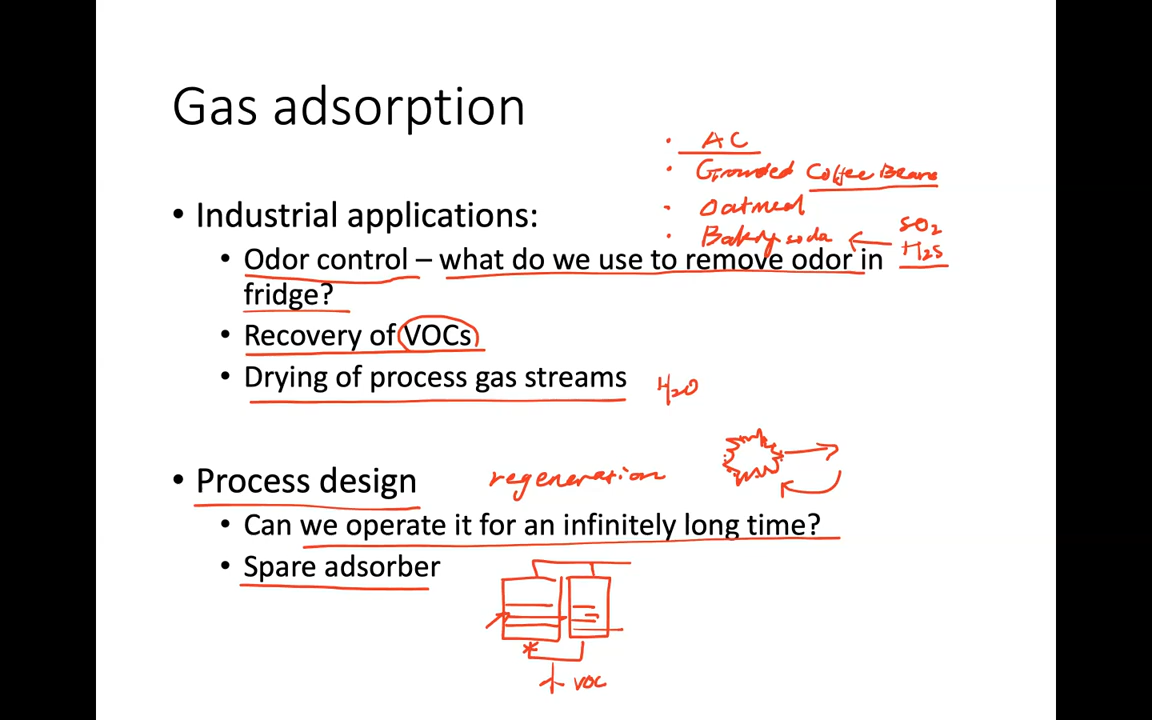 Gas adsorption
• AC
• Grounded Coffee Beans
• Oatmeal
• Baking soda
SO2
H2S
• Industrial applications:
• Odor control – what do we use to remove odor in
fridge?
• Recovery of VOCs
• Drying of process gas streams H2O
• Process design regeneration
• Can we operate it for an infinitely long time?
• Spare adsorber
VOC